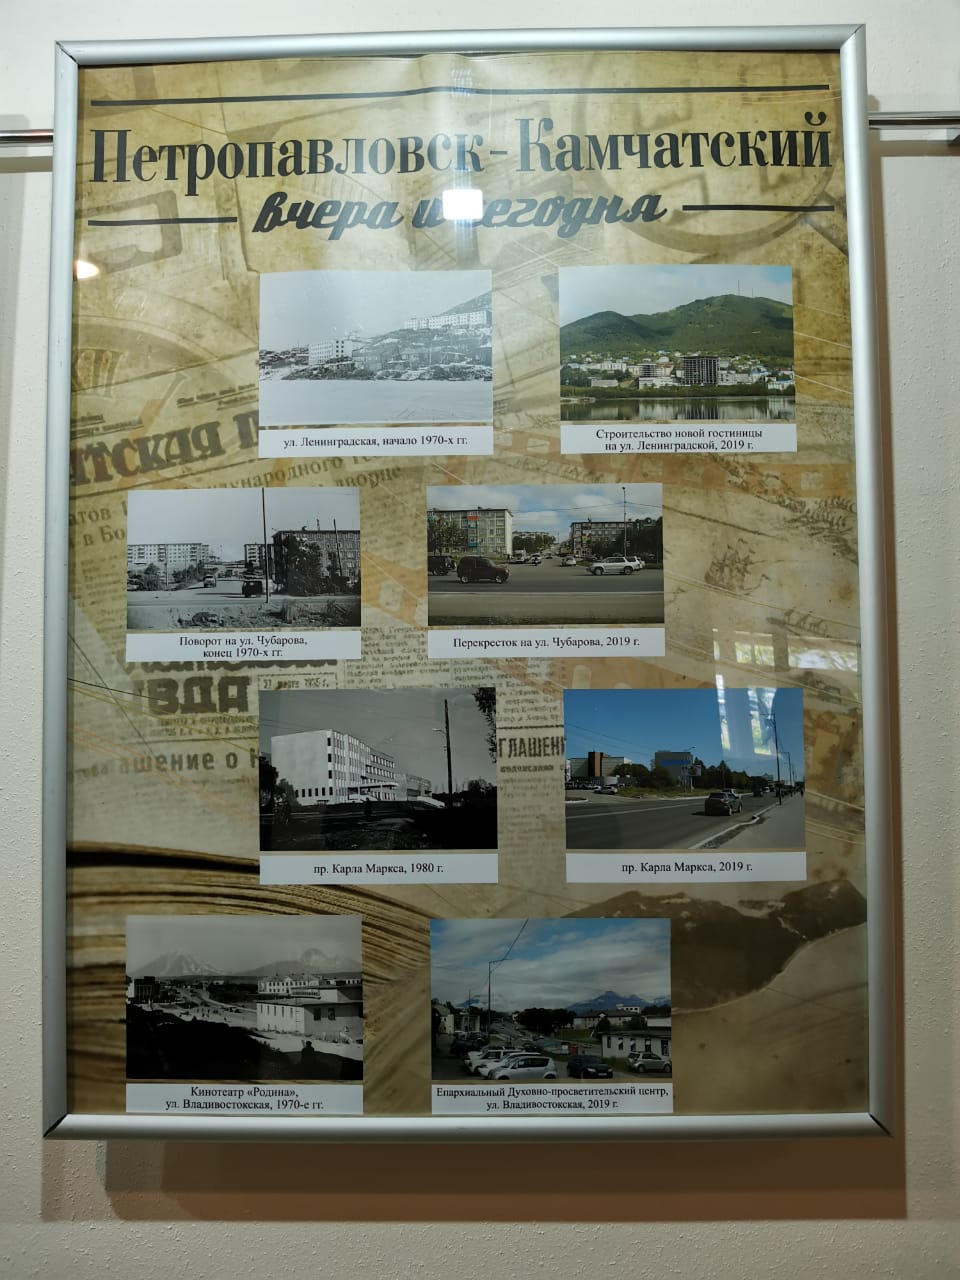 Петропавловск-Камчатский
вчера и сегодня
ул. Ленинградская, начало 1970-х гг.
Строительство новой гостиницы
на ул. Ленинградской, 2019 г.
Поворот на ул. Чубарова,
конец 1970-х гг.
Перекресток на ул. Чубарова, 2019 г.
ВДА
ГЛАШЕН
пр. Карла Маркса, 1980 г.
пр. Карла Маркса, 2019 г.
Кинотеатр «Родина»,
ул. Владивостокская, 1970-е гг.
Епархиальный Духовно-просветительский центр,
ул. Владивостокская, 2019 г.